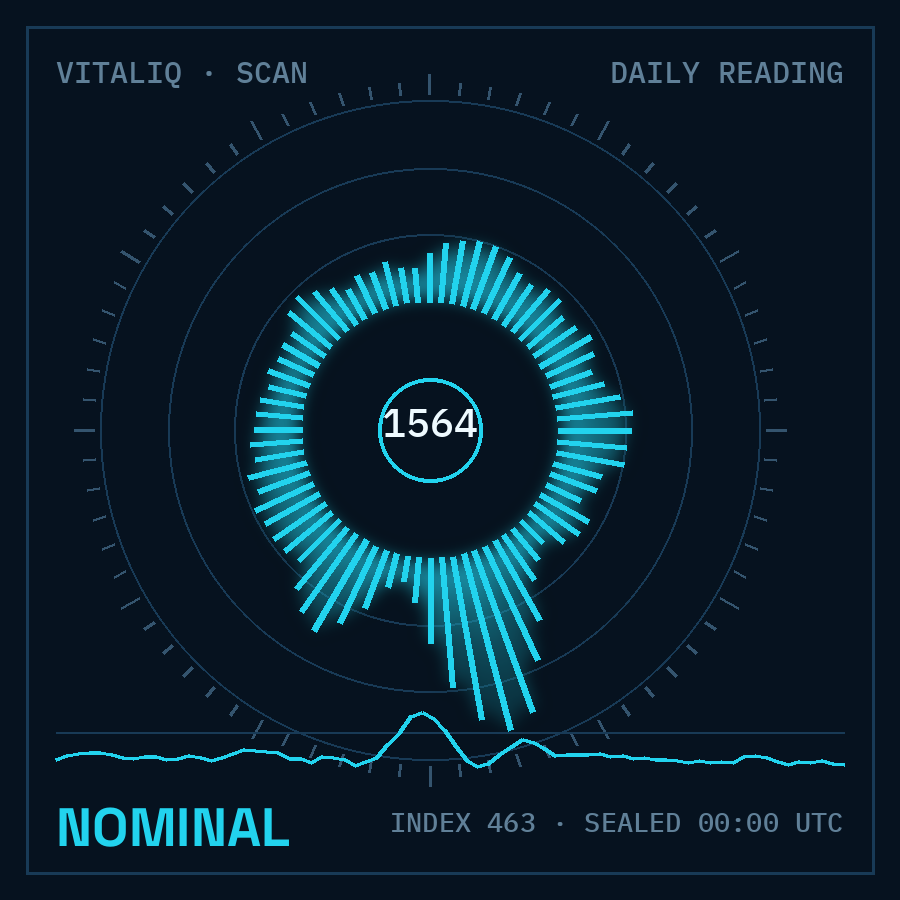 VITALIQ · SCAN
DAILY READING
1564
NOMINAL
INDEX 463 · SEALED 00:00 UTC